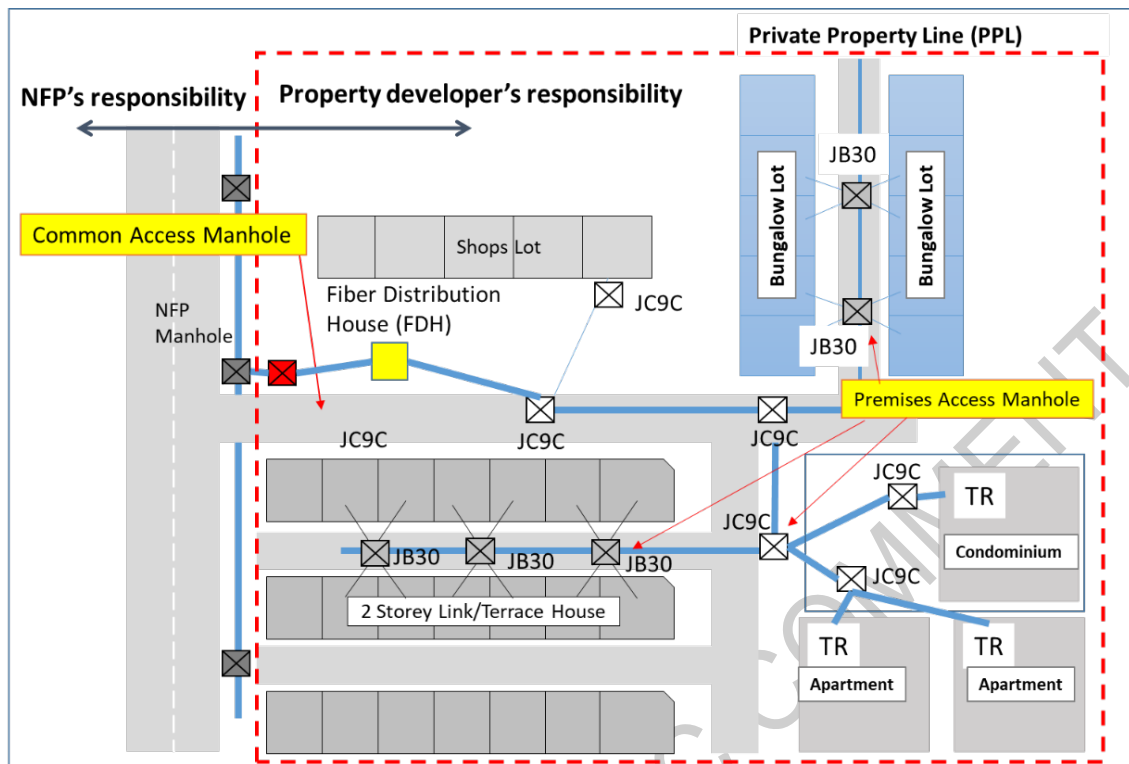 Private Property Line (PPL)
NFP's responsibility
Property developer's responsibility
JB30
Bungalow Lot
Bungalow Lot
Common Access Manhole
Shops Lot
Fiber Distribution
House (FDH)
JC9C
NFP
Manhole
JB30
Premises Access Manhole
JC9C
JC9C
JC9C
JC9C
TR
JC9C
Condominium
JB30
JB30
JB30
JC9C
2 Storey Link/Terrace House
TR
TR
Apartment
Apartment
COMMENT